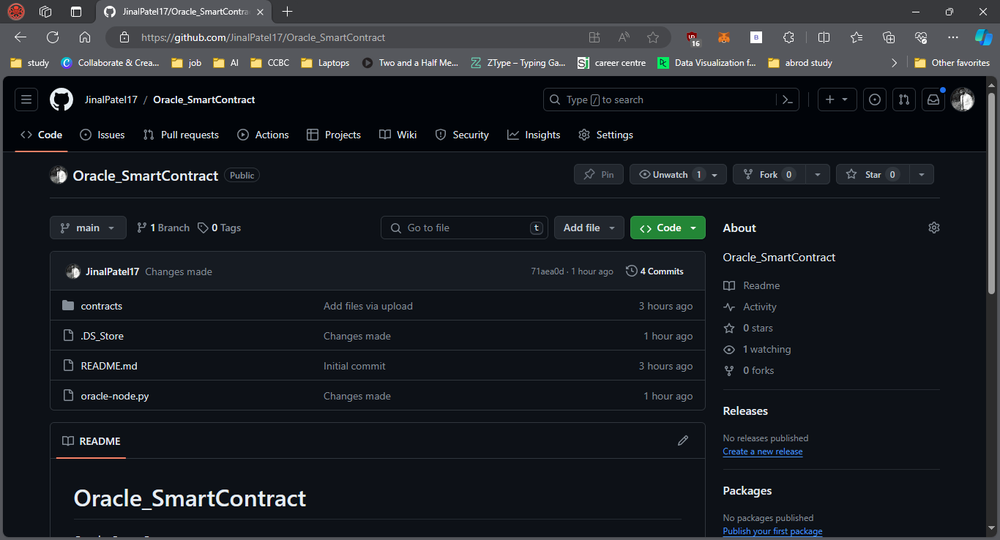 JinalPatel17/Oracle_SmartContra
https://github.com/JinalPatel17/Oracle_SmartContract
16
B
study
Collaborate & Crea...
job
AI
CCBC
Laptops
Two and a Half Me...
ZType – Typing Ga...
career centre
Data Visualization f...
abrod study
Other favorites
JinalPatel17 / Oracle_SmartContract
Type / to search
Code
Issues
Pull requests
Actions
Projects
Wiki
Security
Insights
Settings
Oracle_SmartContract Public
Pin
Unwatch 1
Fork 0
Star 0
main
1 Branch
0 Tags
Go to file t
Add file
Code
JinalPatel17 Changes made
71aea0d · 1 hour ago
4 Commits
contracts Add files via upload 3 hours ago
.DS_Store Changes made 1 hour ago
README.md Initial commit 3 hours ago
oracle-node.py Changes made 1 hour ago
README
Oracle_SmartContract
About
Oracle_SmartContract
Readme
Activity
0 stars
1 watching
0 forks
Releases
No releases published
Create a new release
Packages
No packages published
Publish your first package